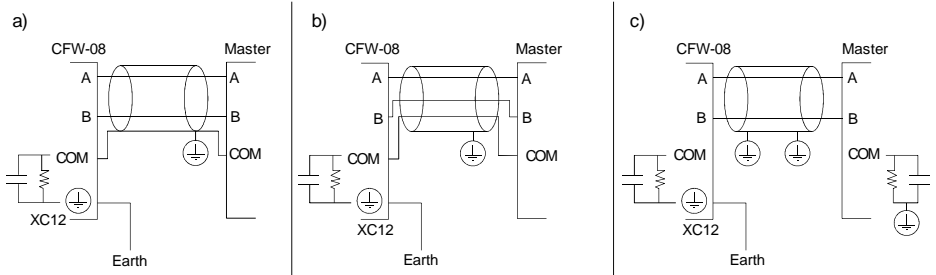 a)
CFW-08 Master
A A
B B
COM COM
XC12
Earth
b)
CFW-08 Master
A A
B B
COM COM
XC12
Earth
c)
CFW-08 Master
A A
B B
COM COM
XC12
Earth